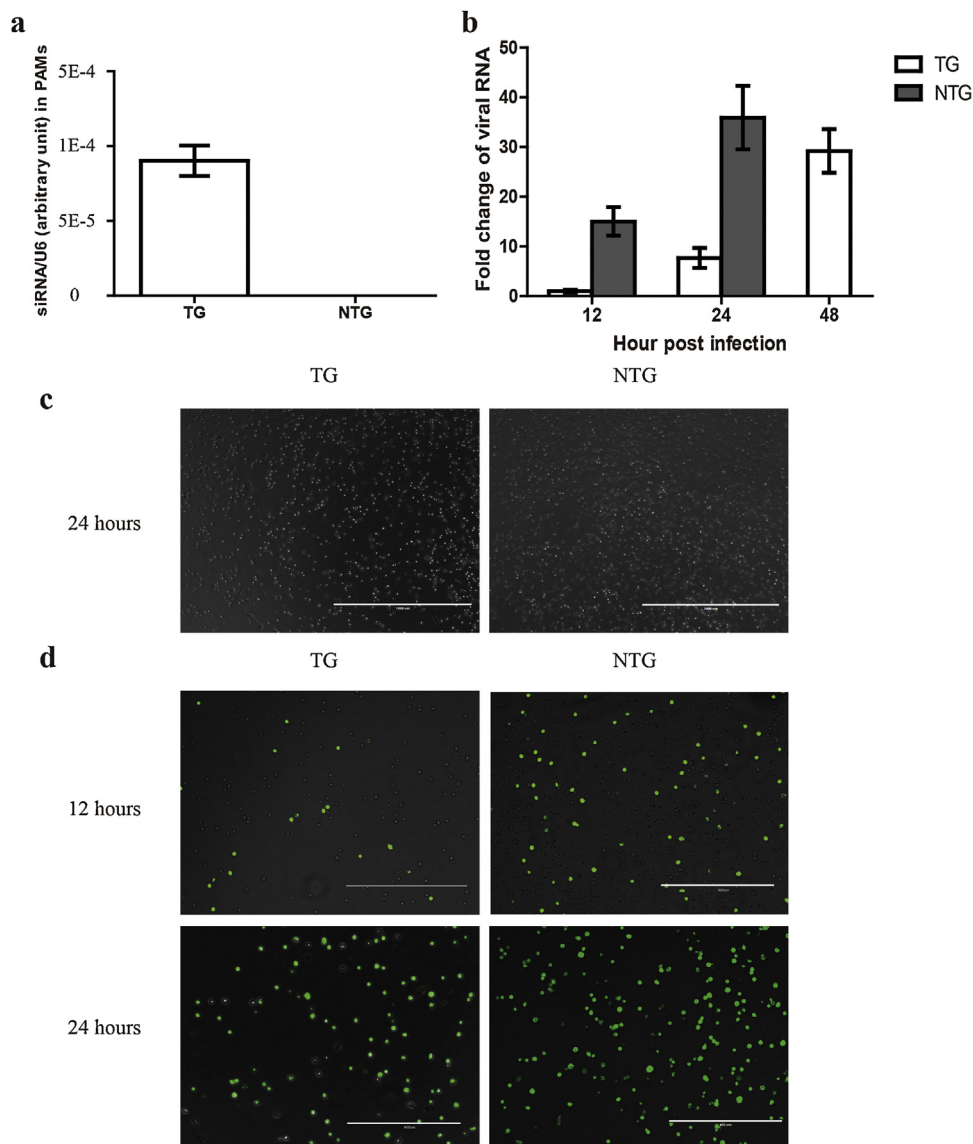 a
siRNA/U6 (arbitrary unit) in PAMs
5E-4
1E-4
5E-5
0
TG
NTG
b
Fold change of viral RNA
50
40
30
20
10
0
12
24
48
Hour post infection
TG
NTG
TG
NTG
c
24 hours
d
TG
NTG
12 hours
24 hours